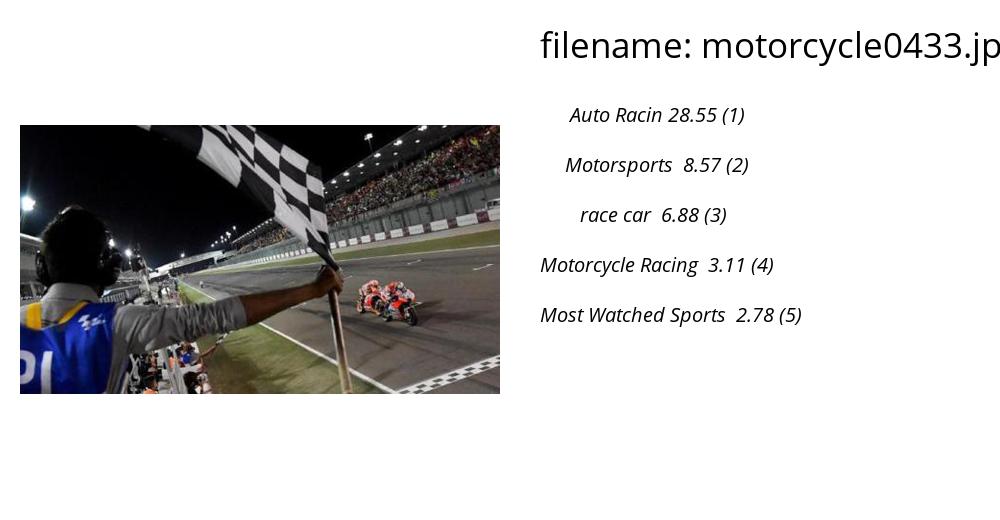 filename: motorcycle0433.jp
Auto Racin 28.55 (1)
Motorsports 8.57 (2)
race car 6.88 (3)
Motorcycle Racing 3.11 (4)
Most Watched Sports 2.78 (5)